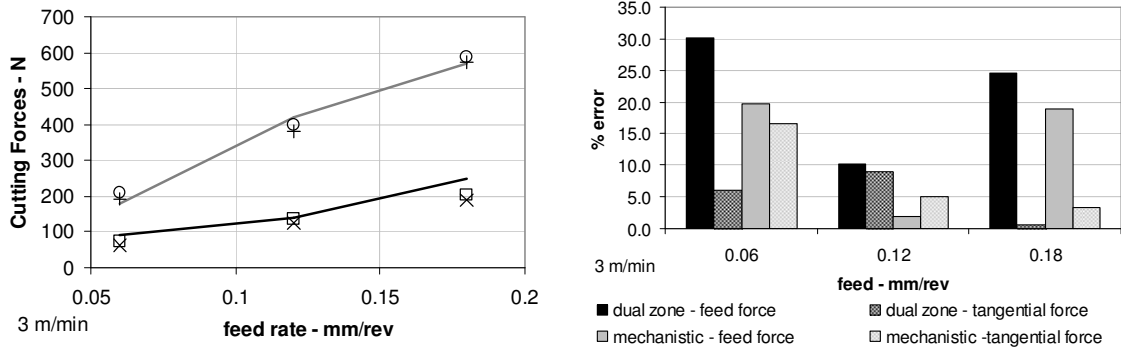 700
600
500
400
300
200
100
0
Cutting Forces - N
0.05
0.1
0.15
0.2
3 m/min
feed rate - mm/rev
35.0
30.0
25.0
20.0
15.0
10.0
5.0
0.0
% error
0.06
0.12
0.18
3 m/min
feed - mm/rev
dual zone - feed force
dual zone - tangential force
mechanistic - feed force
mechanistic -tangential force